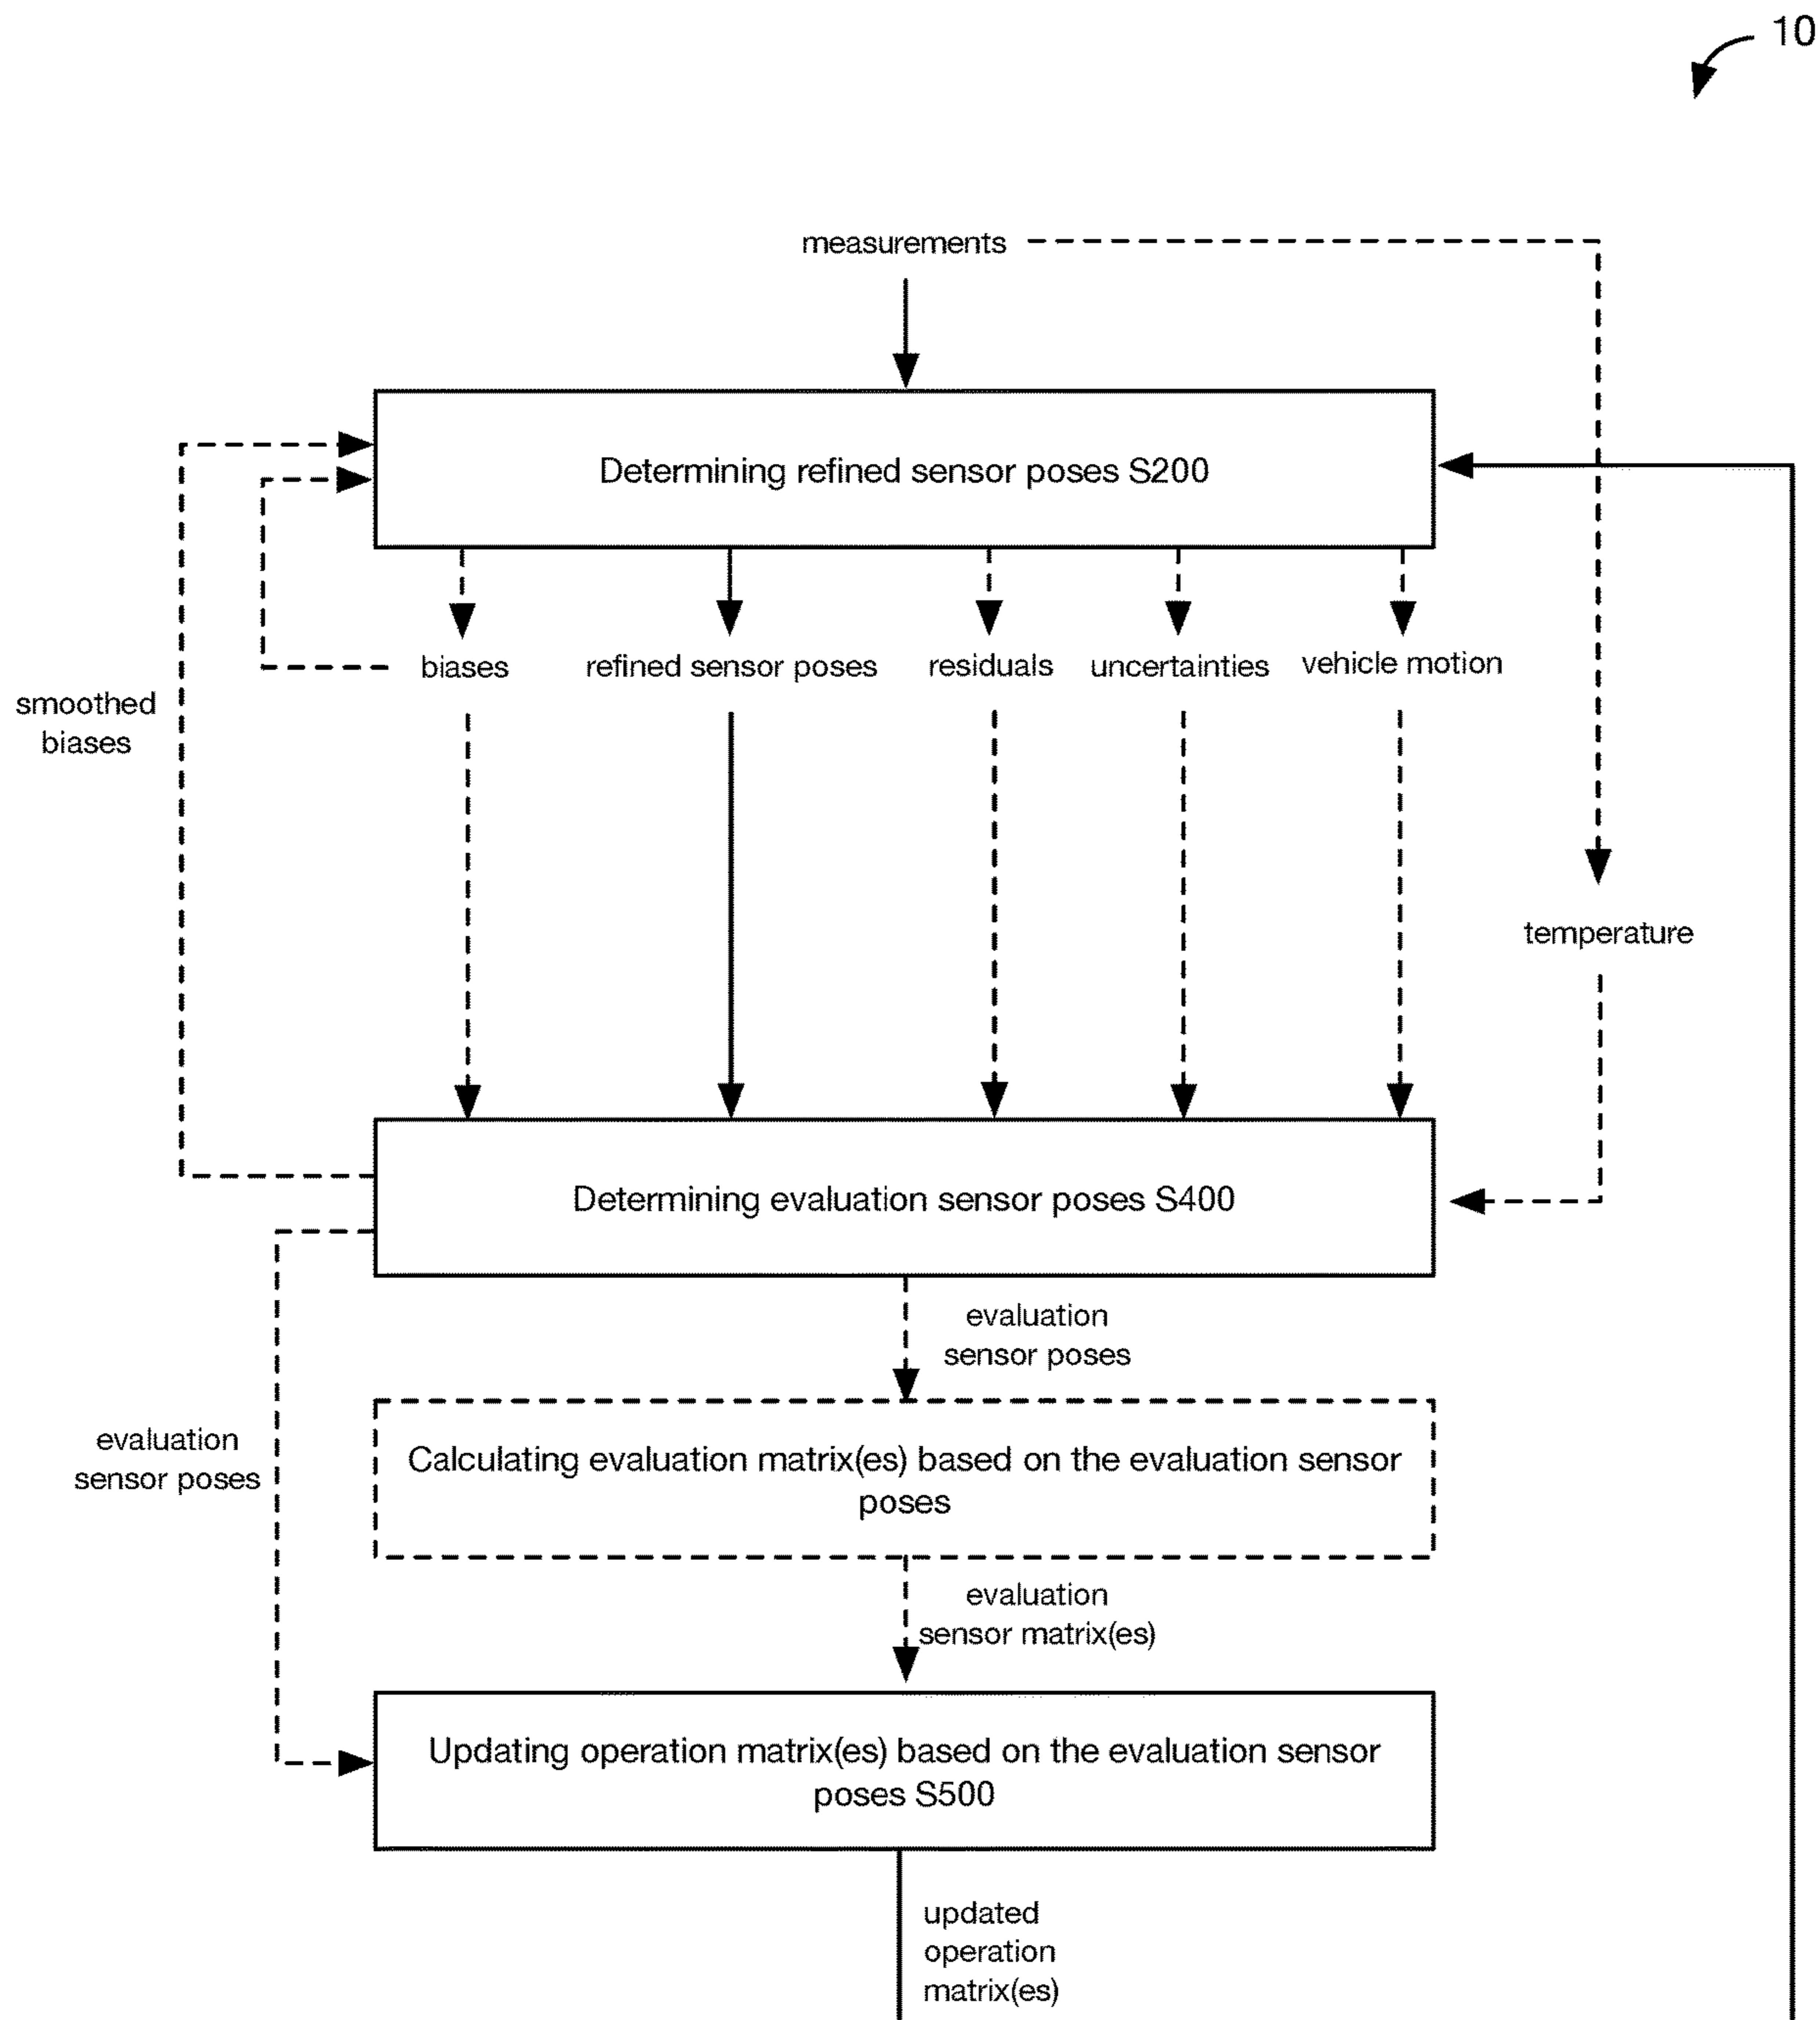 10
measurements
Determining refined sensor poses S200
biases
refined sensor poses
residuals
uncertainties
vehicle motion
smoothed
biases
temperature
Determining evaluation sensor poses S400
evaluation
sensor poses
evaluation
sensor poses
Calculating evaluation matrix(es) based on the evaluation sensor
poses
evaluation
sensor matrix(es)
Updating operation matrix(es) based on the evaluation sensor
poses S500
updated
operation
matrix(es)